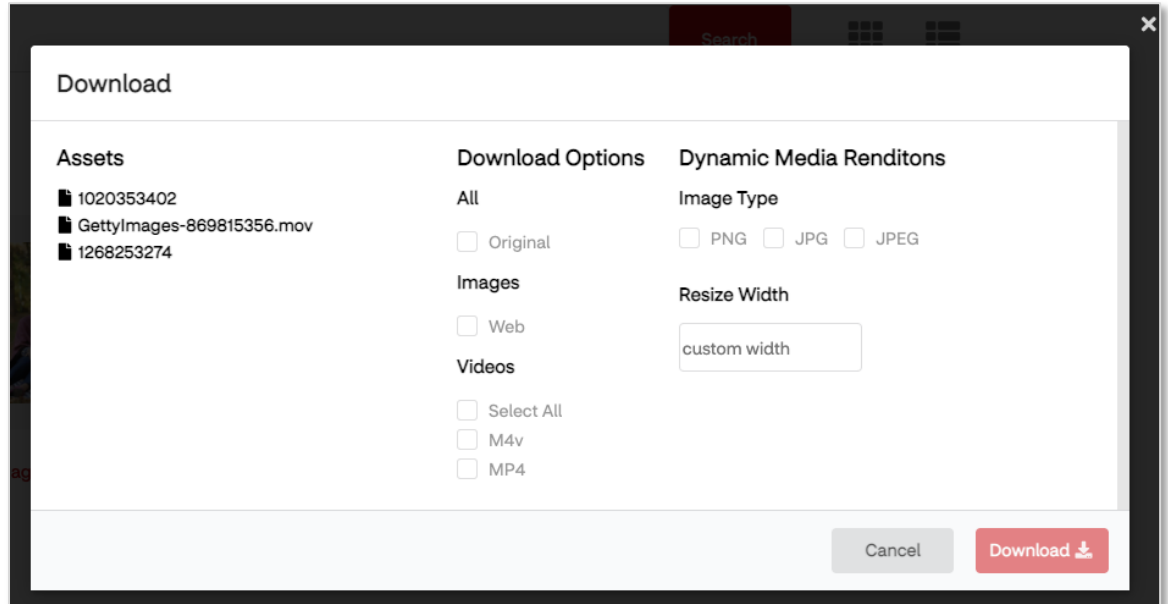 Search
Download
Assets
1020353402
GettyImages-869815356.mov
1268253274
Download Options
All
Original
Images
Web
Videos
Select All
M4v
MP4
Dynamic Media Renditons
Image Type
PNG JPG JPEG
Resize Width
custom width
Cancel
Download